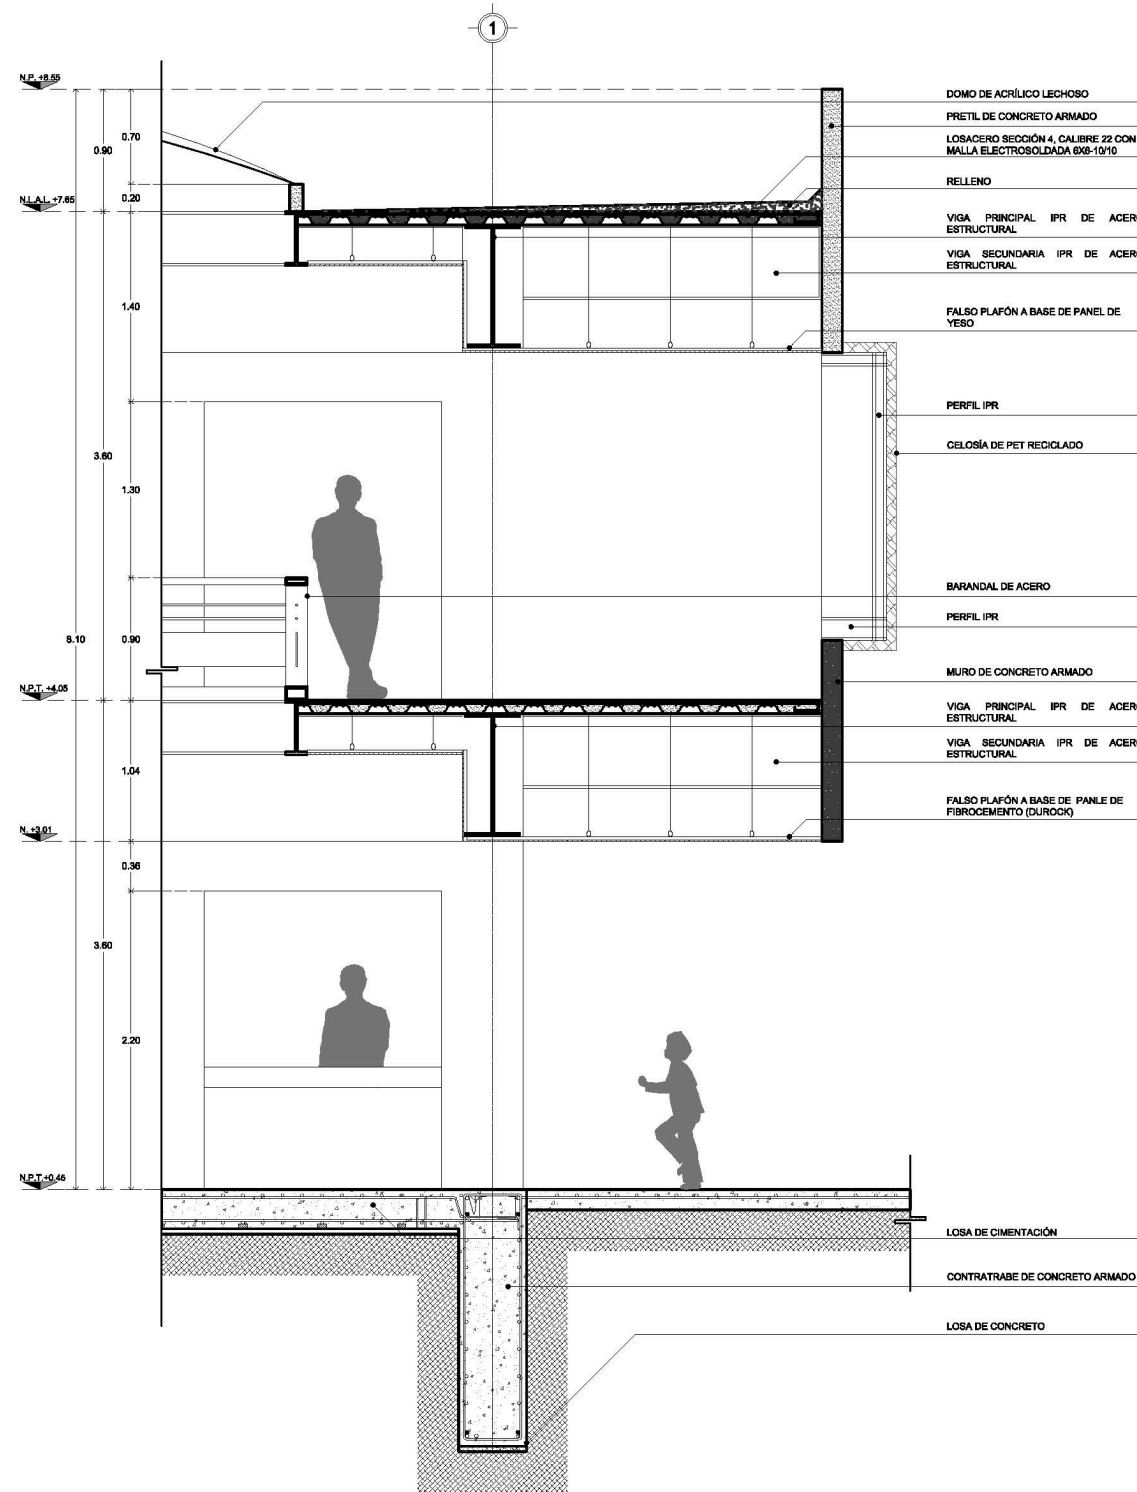 1
N.P. +8.55
DOMO DE ACRÍLICO LECHOSO
PRETIL DE CONCRETO ARMADO
0.70
0.90
LOSACERO SECCIÓN 4, CALIBRE 22 CON
MALLA ELECTROSOLDADA 6X6-10/10
RELLENO
0.20
N.L.A.L. +7.65
VIGA PRINCIPAL IPR DE ACERO
ESTRUCTURAL
VIGA SECUNDARIA IPR DE ACERO
ESTRUCTURAL
1.40
FALSO PLAFÓN A BASE DE PANEL DE
YESO
PERFIL IPR
CELOSÍA DE PET RECICLADO
3.60
1.30
BARANDAL DE ACERO
PERFIL IPR
8.10
0.90
MURO DE CONCRETO ARMADO
N.P.T. +4.05
VIGA PRINCIPAL IPR DE ACERO
ESTRUCTURAL
VIGA SECUNDARIA IPR DE ACERO
ESTRUCTURAL
1.04
FALSO PLAFÓN A BASE DE PANLE DE
FIBROCEMENTO (DUROCK)
N. +3.01
0.36
3.60
2.20
N.P.T. +0.45
LOSA DE CIMENTACIÓN
CONTRATRABE DE CONCRETO ARMADO
LOSA DE CONCRETO